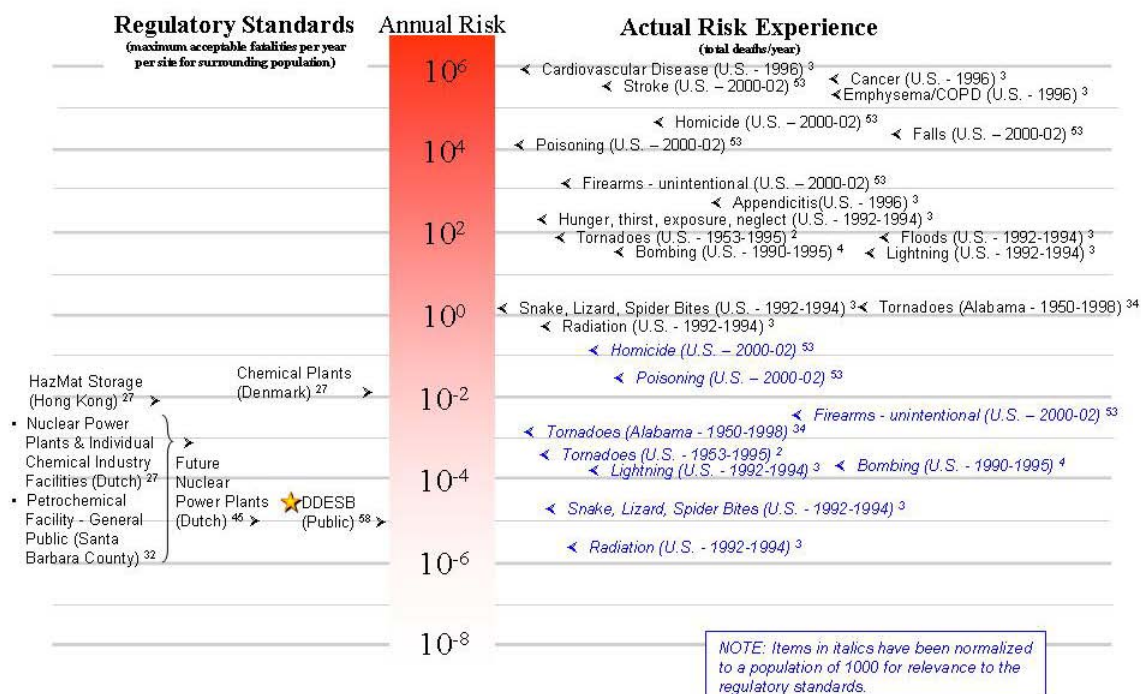 Regulatory Standards
(maximum acceptable fatalities per year
per site for surrounding population)
Annual Risk
Actual Risk Experience
(total deaths/year)
10⁶
10⁴
10²
10⁰
10⁻²
10⁻⁴
10⁻⁶
10⁻⁸
Cardiovascular Disease (U.S. - 1996) ³
Cancer (U.S. - 1996) ³
Stroke (U.S. – 2000-02) ⁵³
Emphysema/COPD (U.S. - 1996) ³
Homicide (U.S. – 2000-02) ⁵³
Falls (U.S. – 2000-02) ⁵³
Poisoning (U.S. – 2000-02) ⁵³
Firearms - unintentional (U.S. – 2000-02) ⁵³
Appendicitis(U.S. - 1996) ³
Hunger, thirst, exposure, neglect (U.S. - 1992-1994) ³
Tornadoes (U.S. - 1953-1995) ²
Floods (U.S. - 1992-1994) ³
Bombing (U.S. - 1990-1995) ⁴
Lightning (U.S. - 1992-1994) ³
Snake, Lizard, Spider Bites (U.S. - 1992-1994) ³
Tornadoes (Alabama - 1950-1998) ³⁴
Radiation (U.S. - 1992-1994) ³
Homicide (U.S. – 2000-02) ⁵³
Poisoning (U.S. – 2000-02) ⁵³
Firearms - unintentional (U.S. – 2000-02) ⁵³
Tornadoes (Alabama - 1950-1998) ³⁴
Tornadoes (U.S. - 1953-1995) ²
Lightning (U.S. - 1992-1994) ³
Bombing (U.S. - 1990-1995) ⁴
Snake, Lizard, Spider Bites (U.S. - 1992-1994) ³
Radiation (U.S. - 1992-1994) ³
HazMat Storage
(Hong Kong) ²⁷
Chemical Plants
(Denmark) ²⁷
▪ Nuclear Power
Plants & Individual
Chemical Industry
Facilities (Dutch) ²⁷
▪ Petrochemical
Facility - General
Public (Santa
Barbara County) ³²
Future
Nuclear
Power Plants
(Dutch) ⁴⁵
DDESB
(Public) ⁵⁸
NOTE: Items in italics have been normalized
to a population of 1000 for relevance to the
regulatory standards.